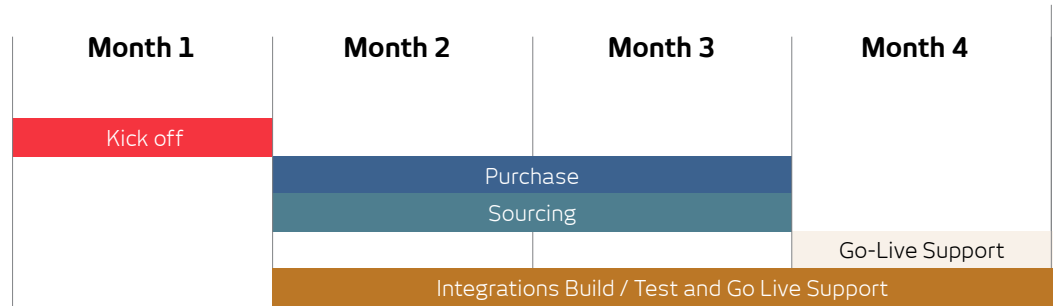 Month 1
Month 2
Month 3
Month 4
Kick off
Purchase
Sourcing
Go-Live Support
Integrations Build / Test and Go Live Support